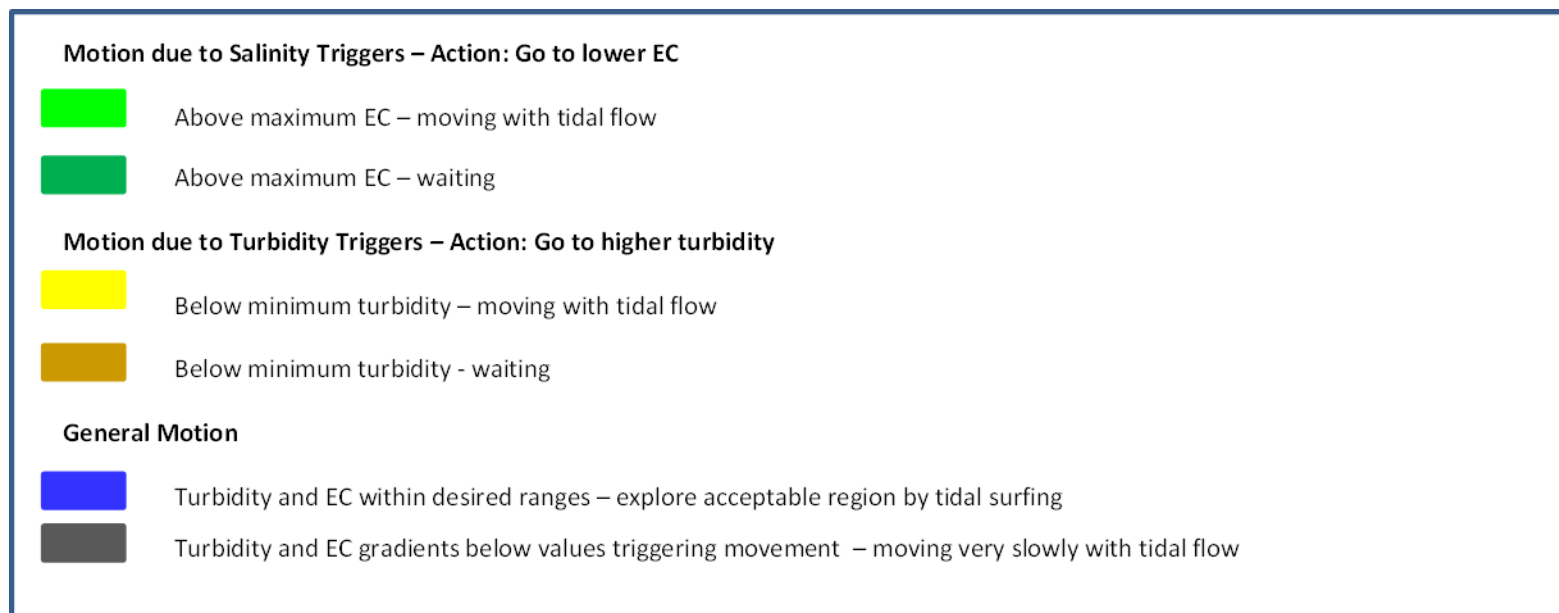 Motion due to Salinity Triggers – Action: Go to lower EC
Above maximum EC – moving with tidal flow
Above maximum EC – waiting
Motion due to Turbidity Triggers – Action: Go to higher turbidity
Below minimum turbidity – moving with tidal flow
Below minimum turbidity - waiting
General Motion
Turbidity and EC within desired ranges – explore acceptable region by tidal surfing
Turbidity and EC gradients below values triggering movement  – moving very slowly with tidal flow